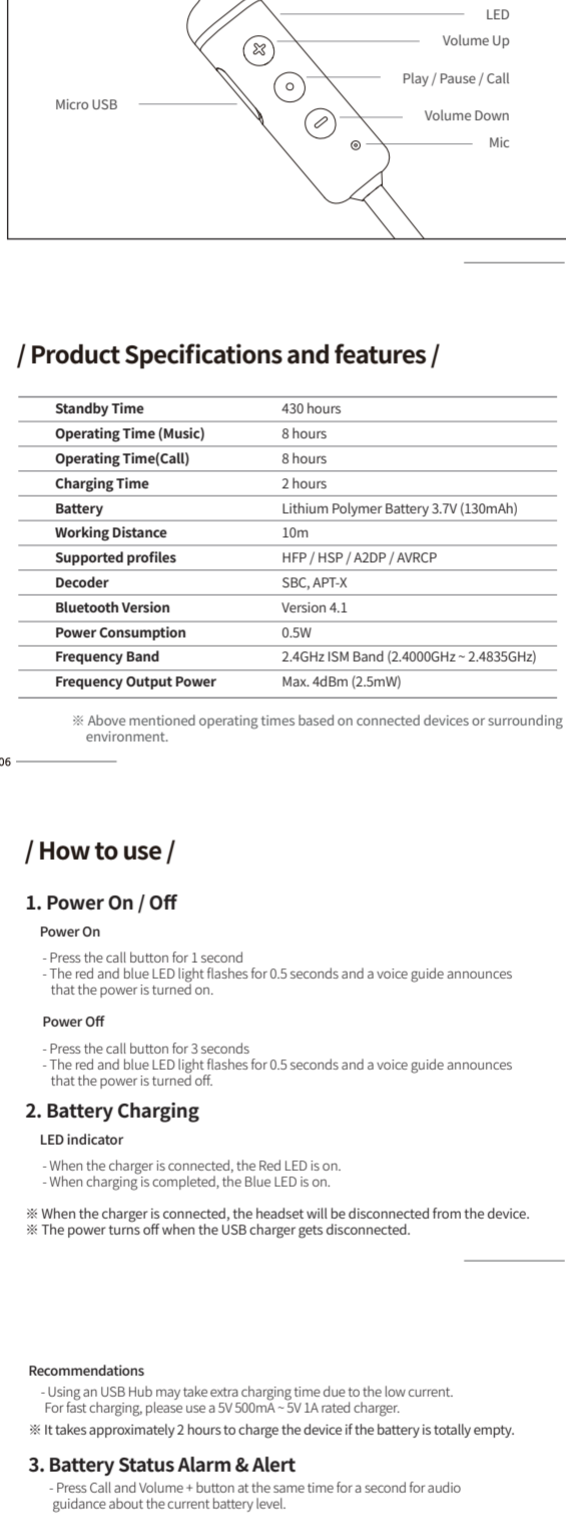 LED
Volume Up
Play / Pause / Call
Micro USB
Volume Down
Mic
/ Product Specifications and features /
Standby Time 430 hours
Operating Time (Music) 8 hours
Operating Time(Call) 8 hours
Charging Time 2 hours
Battery Lithium Polymer Battery 3.7V (130mAh)
Working Distance 10m
Supported profiles HFP / HSP / A2DP / AVRCP
Decoder SBC, APT-X
Bluetooth Version Version 4.1
Power Consumption 0.5W
Frequency Band 2.4GHz ISM Band (2.4000GHz ~ 2.4835GHz)
Frequency Output Power Max. 4dBm (2.5mW)
※ Above mentioned operating times based on connected devices or surrounding
environment.
06
/ How to use /
1. Power On / Off
Power On
- Press the call button for 1 second
- The red and blue LED light flashes for 0.5 seconds and a voice guide announces
that the power is turned on.
Power Off
- Press the call button for 3 seconds
- The red and blue LED light flashes for 0.5 seconds and a voice guide announces
that the power is turned off.
2. Battery Charging
LED indicator
- When the charger is connected, the Red LED is on.
- When charging is completed, the Blue LED is on.
※ When the charger is connected, the headset will be disconnected from the device.
※ The power turns off when the USB charger gets disconnected.
Recommendations
- Using an USB Hub may take extra charging time due to the low current.
For fast charging, please use a 5V 500mA ~ 5V 1A rated charger.
※ It takes approximately 2 hours to charge the device if the battery is totally empty.
3. Battery Status Alarm & Alert
- Press Call and Volume + button at the same time for a second for audio
guidance about the current battery level.